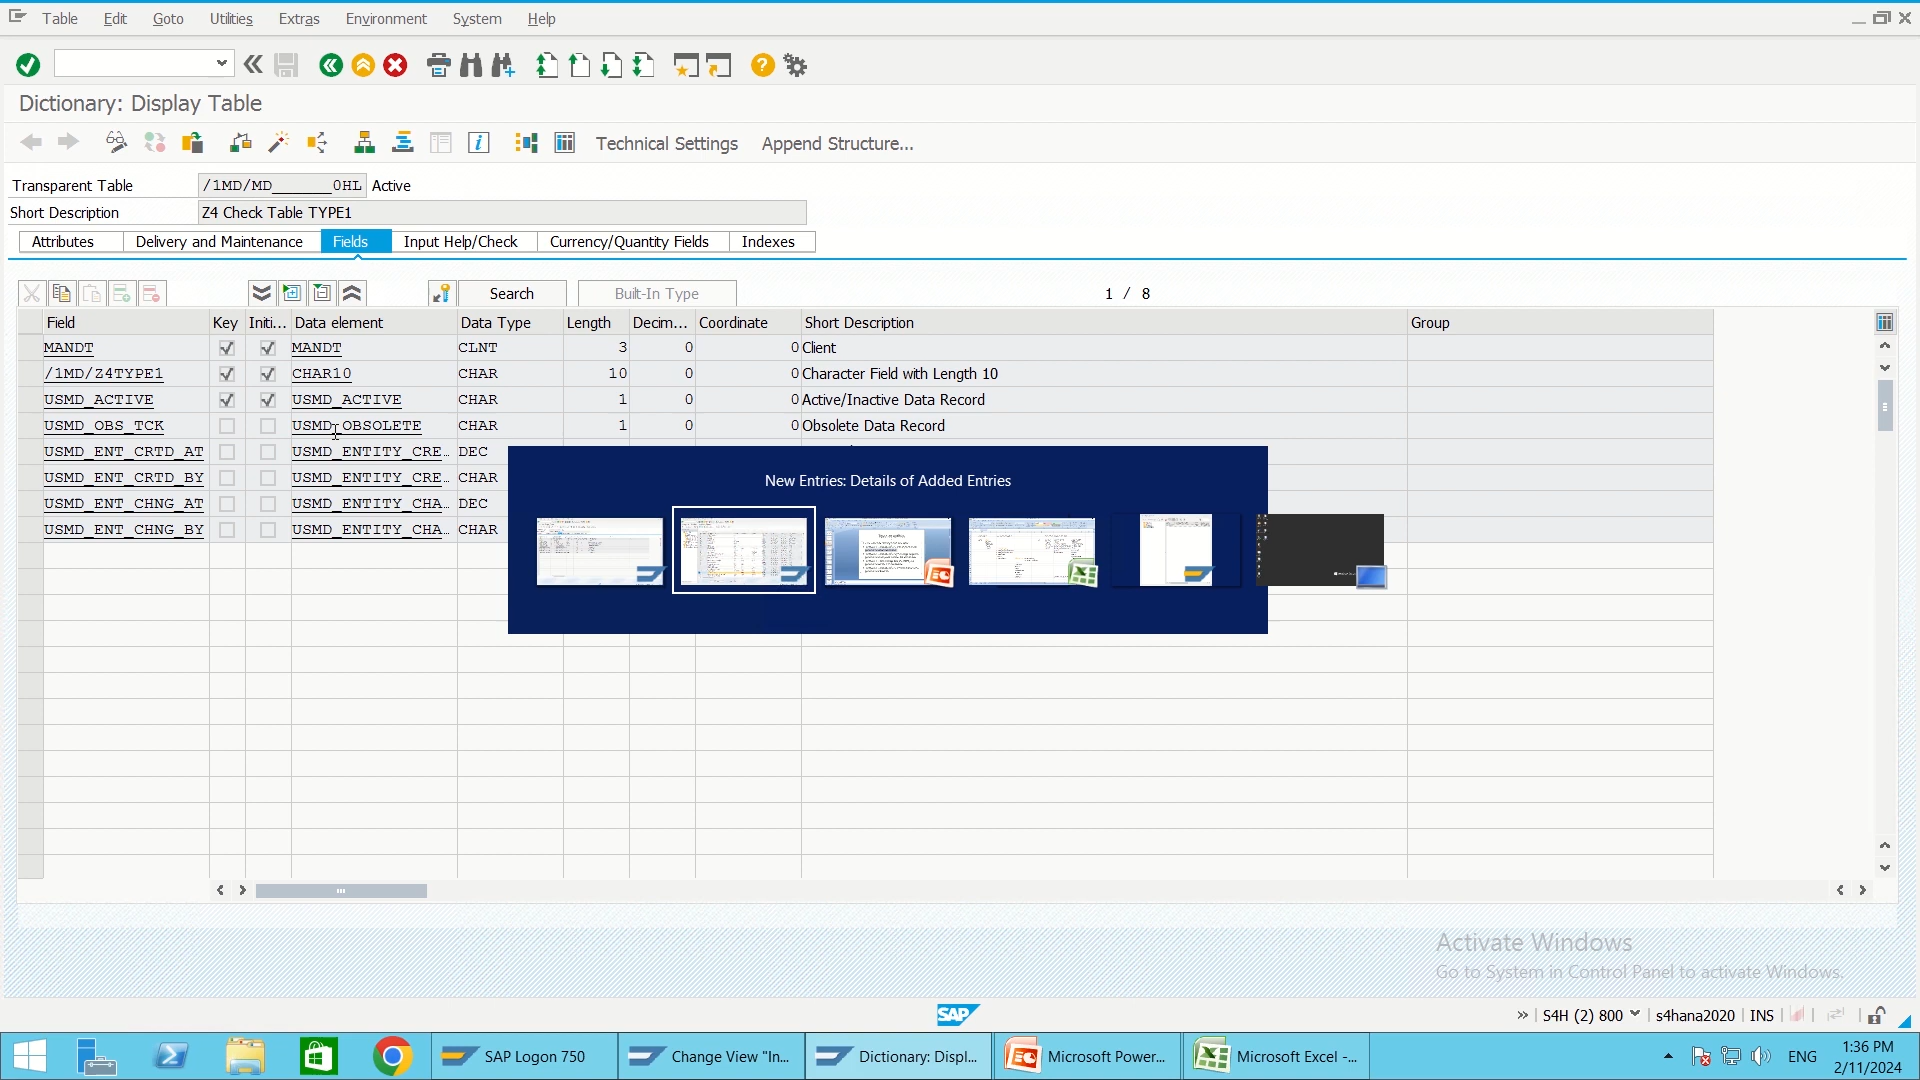 Table Edit Goto Utilities Extras Environment System Help
Dictionary: Display Table
Technical Settings Append Structure...
Transparent Table /1MD/MD_______0HL Active
Short Description Z4 Check Table TYPE1
Attributes Delivery and Maintenance Fields Input Help/Check Currency/Quantity Fields Indexes
Search Built-In Type 1 / 8
Field Key Initi... Data element Data Type Length Decim... Coordinate Short Description Group
MANDT MANDT CLNT 3 0 0 Client
/1MD/Z4TYPE1 CHAR10 CHAR 10 0 0 Character Field with Length 10
USMD_ACTIVE USMD_ACTIVE CHAR 1 0 0 Active/Inactive Data Record
USMD_OBS_TCK USMD_OBSOLETE CHAR 1 0 0 Obsolete Data Record
USMD_ENT_CRTD_AT USMD_ENTITY_CRE... DEC
USMD_ENT_CRTD_BY USMD_ENTITY_CRE... CHAR
USMD_ENT_CHNG_AT USMD_ENTITY_CHA... DEC
USMD_ENT_CHNG_BY USMD_ENTITY_CHA... CHAR
New Entries: Details of Added Entries
Activate Windows
Go to System in Control Panel to activate Windows.
SAP
S4H (2) 800 s4hana2020 INS
SAP Logon 750 Change View "In... Dictionary: Displ... Microsoft Power... Microsoft Excel -...
ENG 1:36 PM
2/11/2024